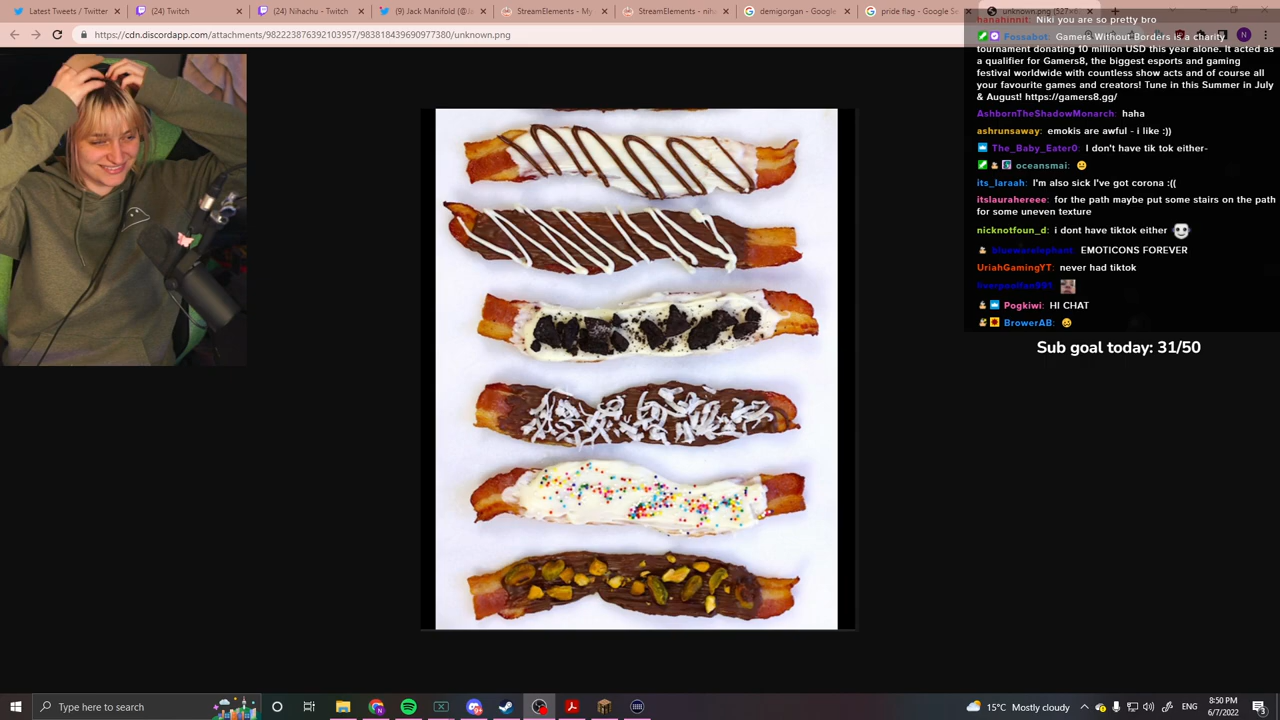 Latest Tweets / Twitter
(24) Twitch
(24) Nihachu - Twitch
(9) Jack Manifold (@Ja
StreamElements - My
StreamElements - nih
demigorgan - Google
pride flag - Google Se
unknown.png (527×6
https://cdn.discordapp.com/attachments/982223876392103957/983818439690977380/unknown.png
N
hanahinnit: Niki you are so pretty bro
Fossabot: Gamers Without Borders is a charity
tournament donating 10 million USD this year alone. It acted as
a qualifier for Gamers8, the biggest esports and gaming
festival worldwide with countless show acts and of course all
your favourite games and creators! Tune in this Summer in July
& August! https://gamers8.gg/
AshbornTheShadowMonarch: haha
ashrunsaway: emokis are awful - i like :))
The_Baby_Eater0: I don't have tik tok either-
oceansmai:
its_laraah: I'm also sick I've got corona :((
itslaurahereee: for the path maybe put some stairs on the path
for some uneven texture
nicknotfoun_d: i dont have tiktok either
EMOTICONS FOREVER
UriahGamingYT: never had tiktok
Pogkiwi: HI CHAT
BrowerAB:
Sub goal today: 31/50
Type here to search
15°C Mostly cloudy
ENG
8:50 PM
6/7/2022